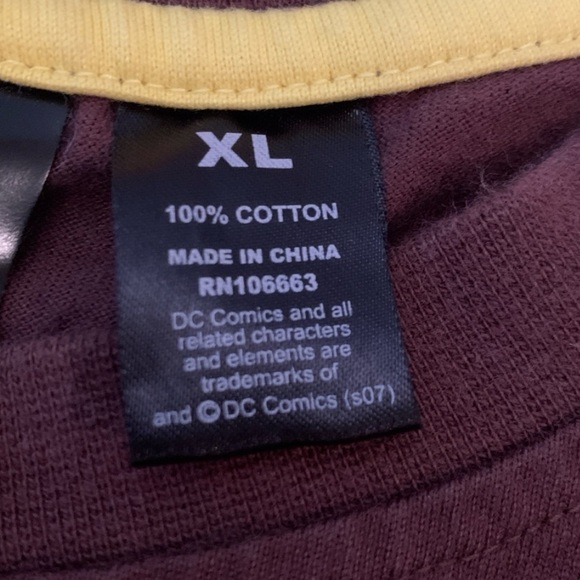 XL
100% COTTON
MADE IN CHINA
RN106663
DC Comics and all
related characters
and elements are
trademarks of
and ©DC Comics (s07)